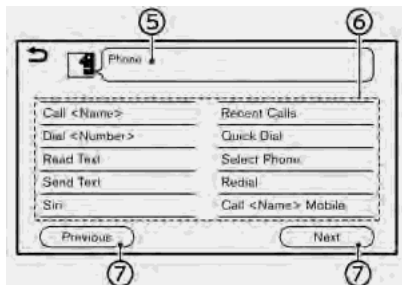 ⑤ ⑥
Phone
Call <Name> Recent Calls
Dial <Number> Quick Dial
Read Text Select Phone
Send Text Redial
Siri Call <Name> Mobile
Previous Next
⑦ ⑦